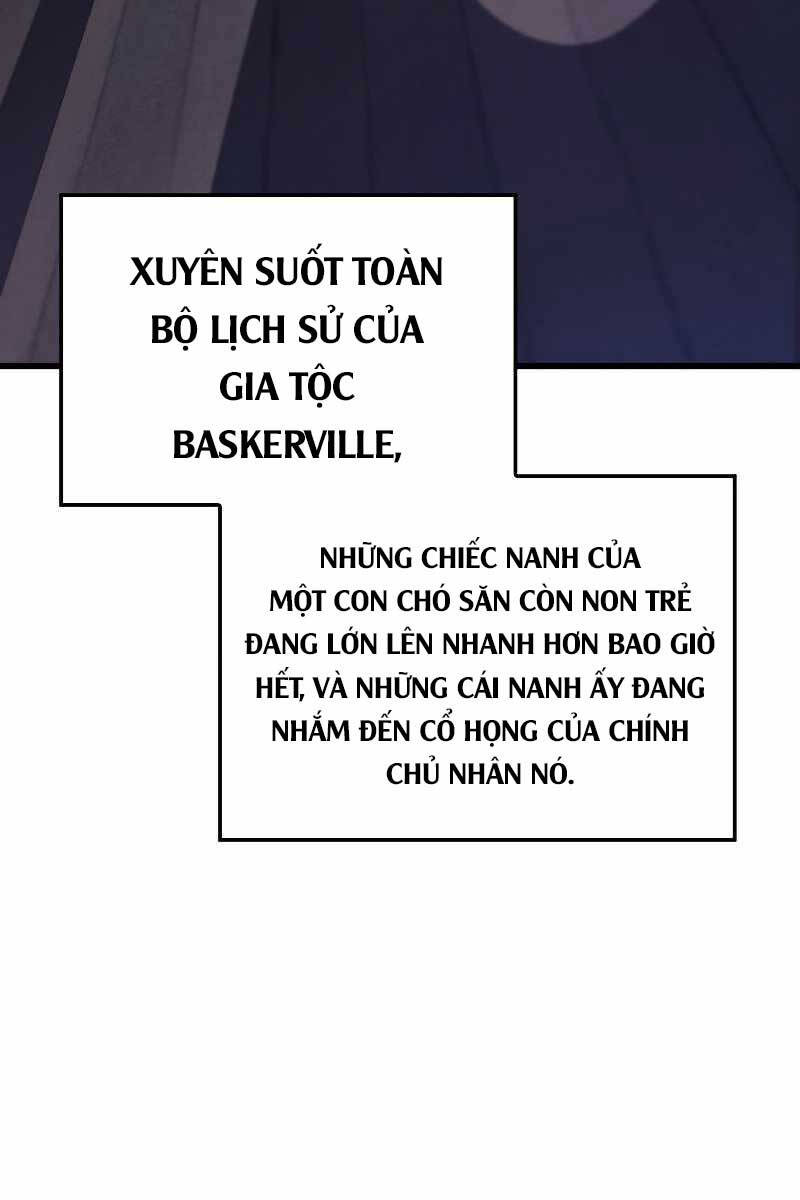 XUYÊN SUỐT TOÀN
BỘ LỊCH SỬ CỦA
GIA TỘC
BASKERVILLE,
NHỮNG CHIẾC NANH CỦA
MỘT CON CHÓ SĂN CÒN NON TRẺ
ĐANG LỚN LÊN NHANH HƠN BAO GIỜ
HẾT, VÀ NHỮNG CÁI NANH ẤY ĐANG
NHẮM ĐẾN CỔ HỌNG CỦA CHÍNH
CHỦ NHÂN NÓ.